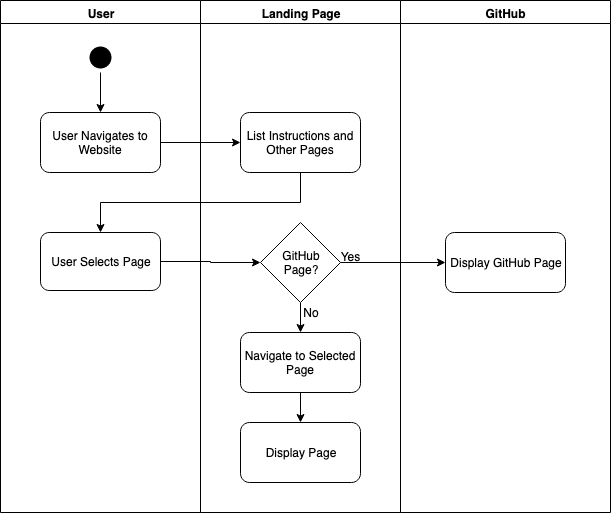 User
Landing Page
GitHub
User Navigates to
Website
List Instructions and
Other Pages
User Selects Page
GitHub
Page?
Yes
Display GitHub Page
No
Navigate to Selected
Page
Display Page